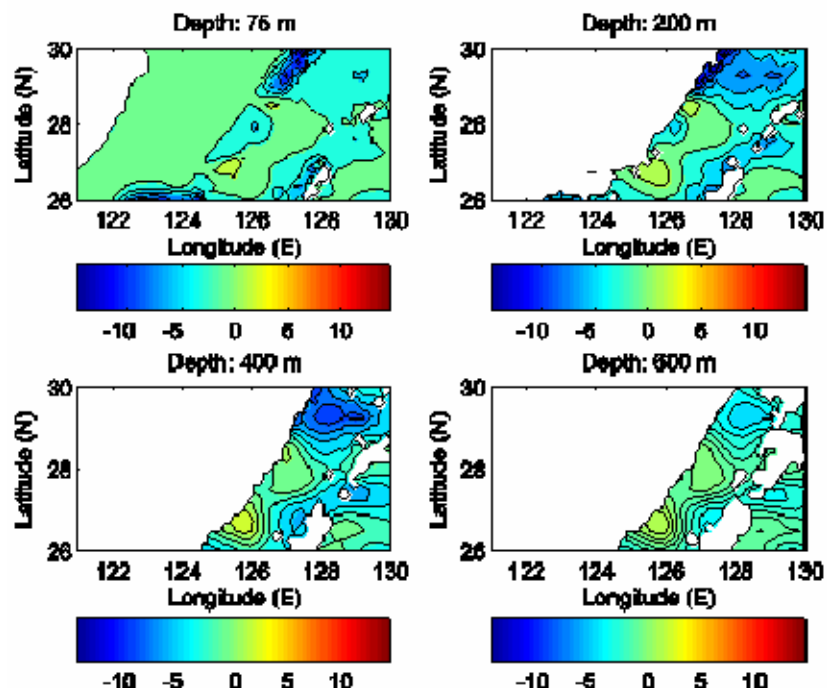 Depth: 75 m
30
28
26
Latitude (N)
122 124 126 128 130
Longitude (E)
-10 -5 0 5 10
Depth: 200 m
30
28
26
Latitude (N)
122 124 126 128 130
Longitude (E)
-10 -5 0 5 10
Depth: 400 m
30
28
26
Latitude (N)
122 124 126 128 130
Longitude (E)
-10 -5 0 5 10
Depth: 600 m
30
28
26
Latitude (N)
122 124 126 128 130
Longitude (E)
-10 -5 0 5 10